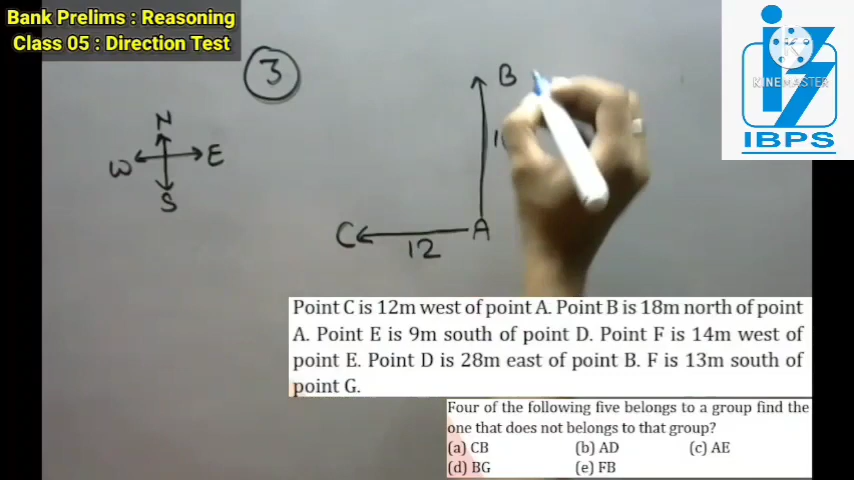 Bank Prelims : Reasoning
Class 05 : Direction Test
3
N
W E
S
B
C
12
A
KINEMASTER
IBPS
Point C is 12m west of point A. Point B is 18m north of point
A. Point E is 9m south of point D. Point F is 14m west of
point E. Point D is 28m east of point B. F is 13m south of
point G.
Four of the following five belongs to a group find the
one that does not belongs to that group?
(a) CB (b) AD (c) AE
(d) BG (e) FB